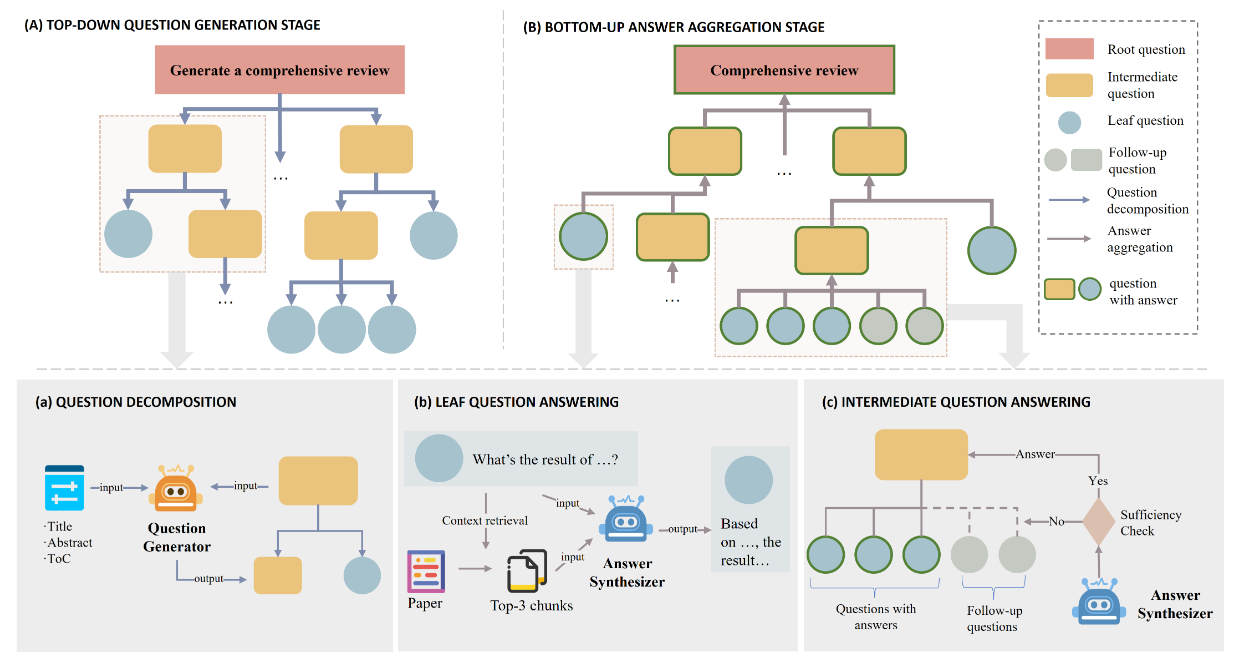 (A) TOP-DOWN QUESTION GENERATION STAGE
Generate a comprehensive review
...
...
(B) BOTTOM-UP ANSWER AGGREGATION STAGE
Comprehensive review
...
...
Root question
Intermediate
question
Leaf question
Follow-up
question
Question
decomposition
Answer
aggregation
question
with answer
(a) QUESTION DECOMPOSITION
input
input
·Title
·Abstract
·ToC
Question
Generator
output
(b) LEAF QUESTION ANSWERING
What's the result of …?
Context retrieval
input
input
output
Paper
Top-3 chunks
Answer
Synthesizer
Based
on …, the
result…
(c) INTERMEDIATE QUESTION ANSWERING
Answer
Yes
No
Sufficiency
Check
Questions with
answers
Follow-up
questions
Answer
Synthesizer